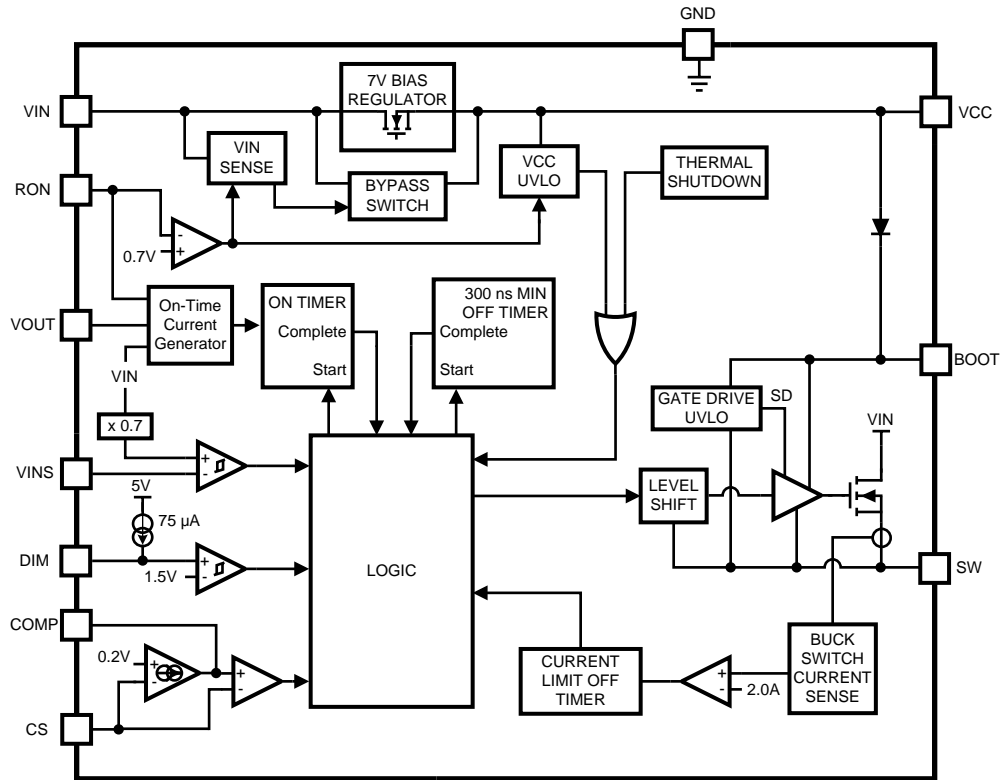 GND
7V BIAS
REGULATOR
VIN
VCC
VIN
SENSE
VCC
UVLO
THERMAL
SHUTDOWN
BYPASS
SWITCH
RON
-
+
0.7V
ON TIMER
Complete
Start
300 ns MIN
OFF TIMER
Complete
Start
On-Time
Current
Generator
VOUT
BOOT
VIN
x 0.7
GATE DRIVE
UVLO
SD
VIN
+
-
VINS
5V
75 µA
LEVEL
SHIFT
DIM
+
-
1.5V
LOGIC
SW
COMP
0.2V
+
-
+
-
CURRENT
LIMIT OFF
TIMER
+
-
2.0A
BUCK
SWITCH
CURRENT
SENSE
CS